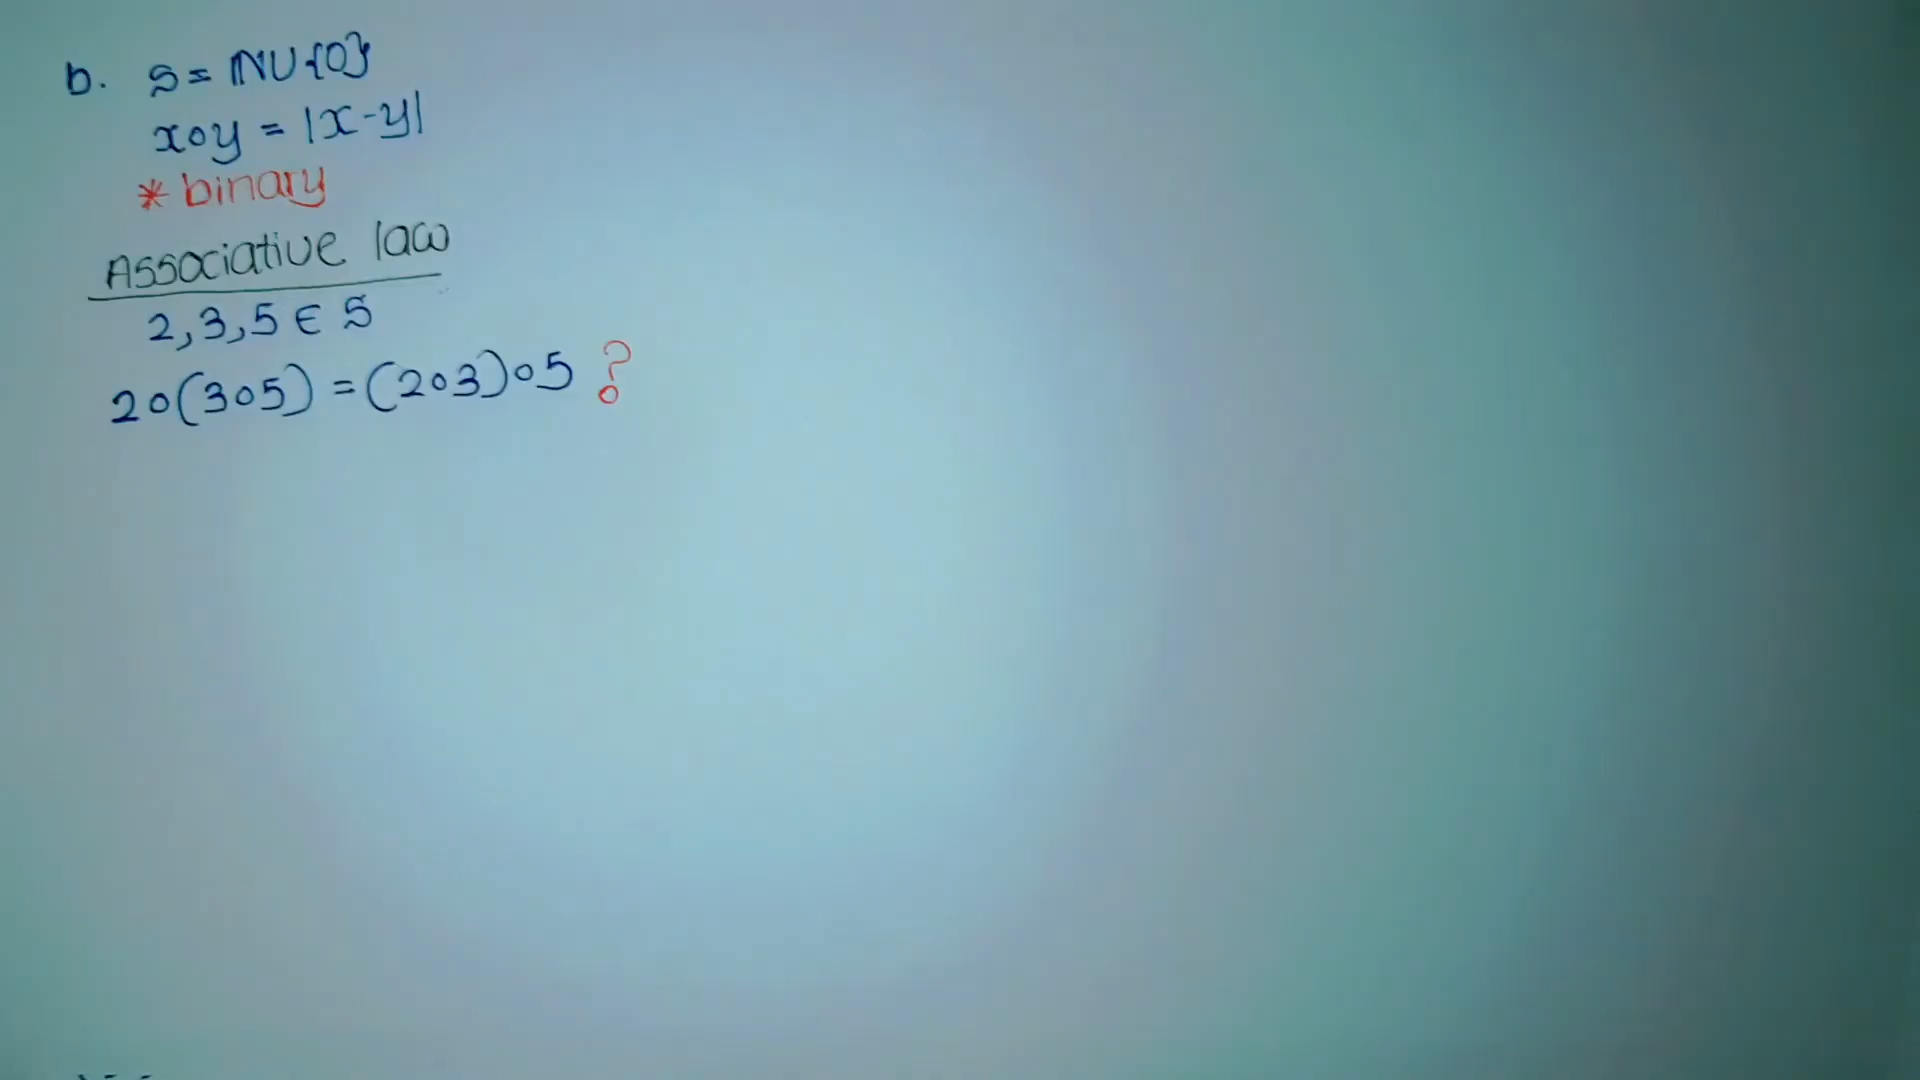 b. S = ℕ∪{0}
x∘y = |x-y|
* binary
Associative law
2,3,5 ∈ S
2∘(3∘5) = (2∘3)∘5 ?